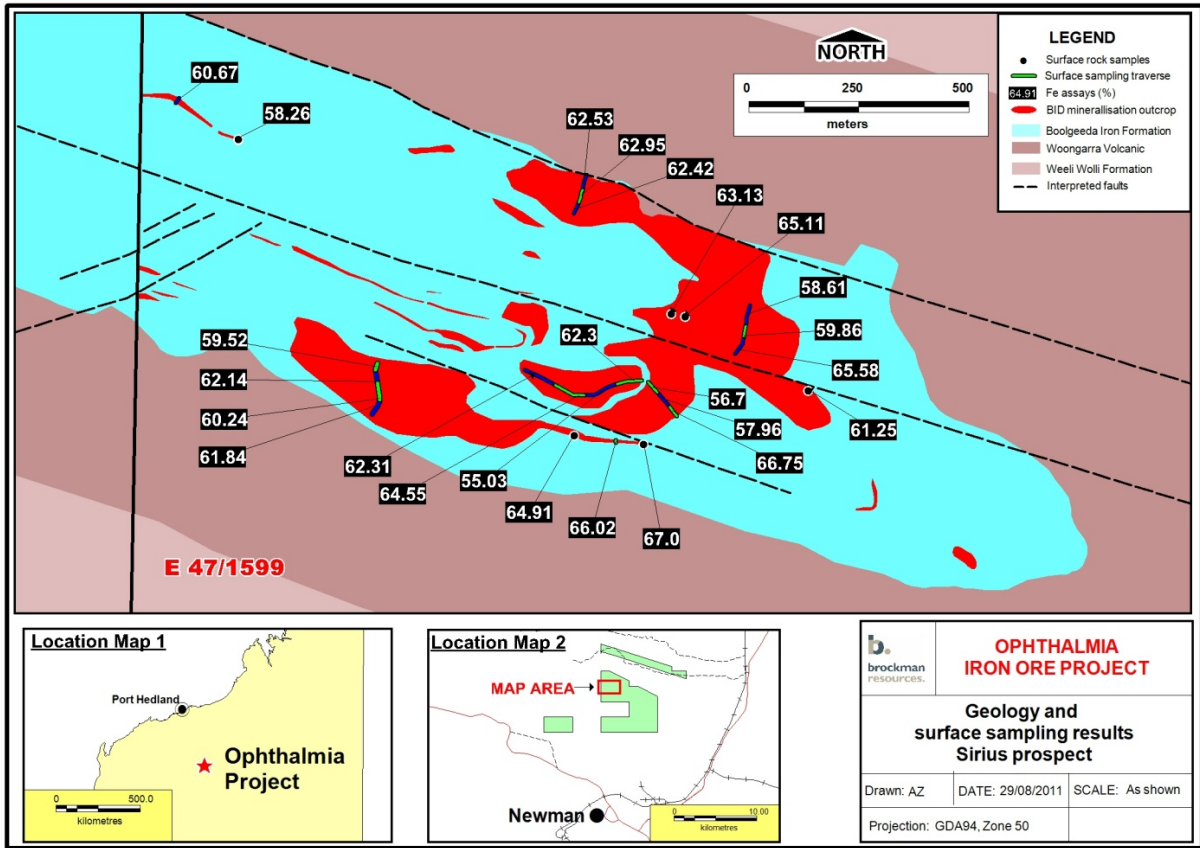 NORTH
0 250 500
meters
LEGEND
Surface rock samples
Surface sampling traverse
64.91 Fe assays (%)
BID mineralisation outcrop
Boolgeeda Iron Formation
Woongarra Volcanic
Weeli Wolli Formation
Interpreted faults
60.67
58.26
62.53
62.95
62.42
63.13
65.11
58.61
59.86
65.58
61.25
62.3
56.7
57.96
66.75
59.52
62.14
60.24
61.84
62.31
64.55
55.03
64.91
66.02
67.0
E 47/1599
Location Map 1
Port Hedland
Ophthalmia
Project
0 500.0
kilometres
Location Map 2
MAP AREA
Newman
0 10.00
kilometres
b.
brockman
resources.
OPHTHALMIA
IRON ORE PROJECT
Geology and
surface sampling results
Sirius prospect
Drawn: AZ DATE: 29/08/2011 SCALE: As shown
Projection: GDA94, Zone 50